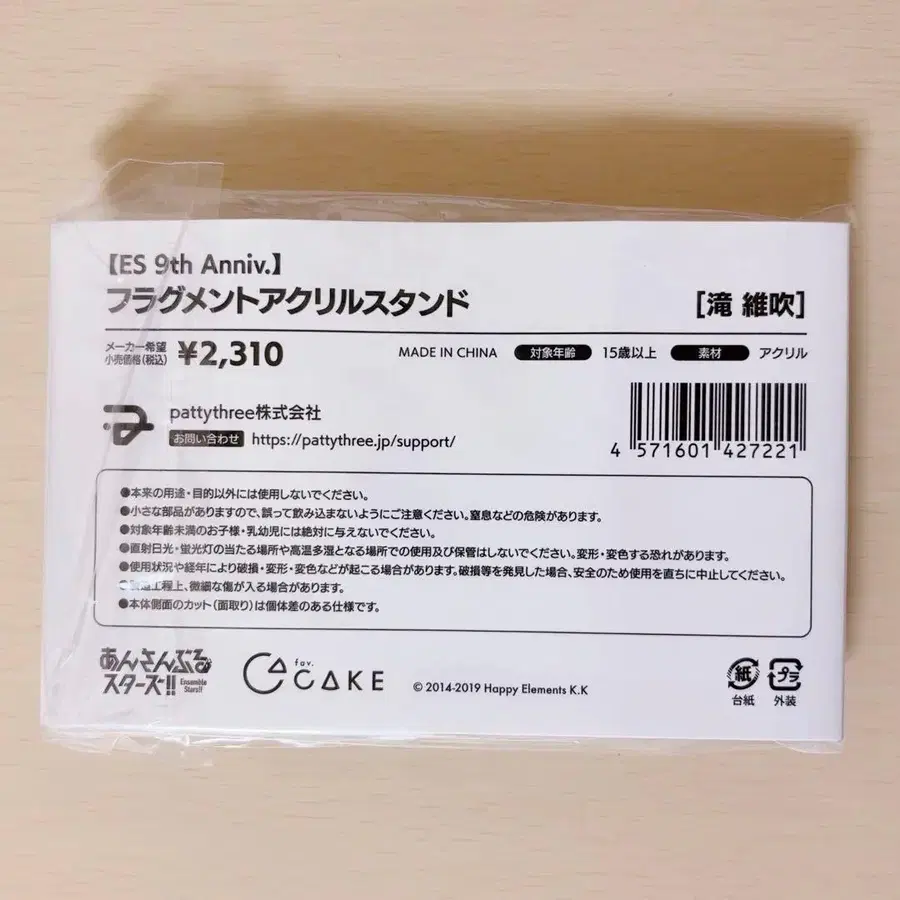 【ES 9th Anniv.】
フラグメントアクリルスタンド
[滝 維吹]
メーカー希望
小売価格(税込)
¥2,310
MADE IN CHINA
対象年齢
15歳以上
素材
アクリル
pattythree株式会社
お問い合わせ https://pattythree.jp/support/
4 571601 427221
●本来の用途・目的以外には使用しないでください。
●小さな部品がありますので、誤って飲み込まないようにご注意ください。窒息などの危険があります。
●対象年齢未満のお子様・乳幼児には絶対に与えないでください。
●直射日光・蛍光灯の当たる場所や高温多湿となる場所での使用及び保管はしないでください。変形・変色する恐れがあります。
●使用状況や経年により破損・変形・変色などが起こる場合があります。破損等を発見した場合、安全のため使用を直ちに中止してください。
●製造工程上、微細な傷が入る場合があります。
●本体側面のカット(面取り)は個体差のある仕様です。
あんさんぶる
スターズ!!
Ensemble
Stars!!
fav.
CAKE
© 2014-2019 Happy Elements K.K
紙
台紙
プラ
外装